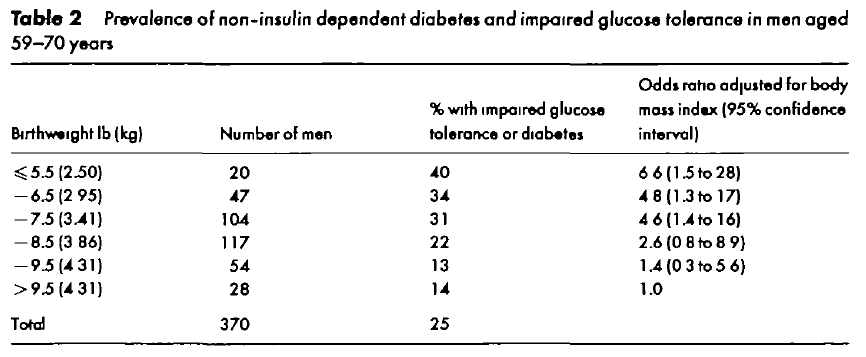 Table 2 Prevalence of non-insulin dependent diabetes and impaired glucose tolerance in men aged
59–70 years
Odds ratio adjusted for body
% with impaired glucose mass index (95% confidence
Birthweight lb (kg) Number of men tolerance or diabetes interval)
⩽5.5 (2.50) 20 40 6 6 (1.5 to 28)
–6.5 (2 95) 47 34 4 8 (1.3 to 17)
–7.5 (3.41) 104 31 4 6 (1.4 to 16)
–8.5 (3 86) 117 22 2.6 (0 8 to 8 9)
–9.5 (4 31) 54 13 1.4 (0 3 to 5 6)
>9.5 (4 31) 28 14 1.0
Total 370 25